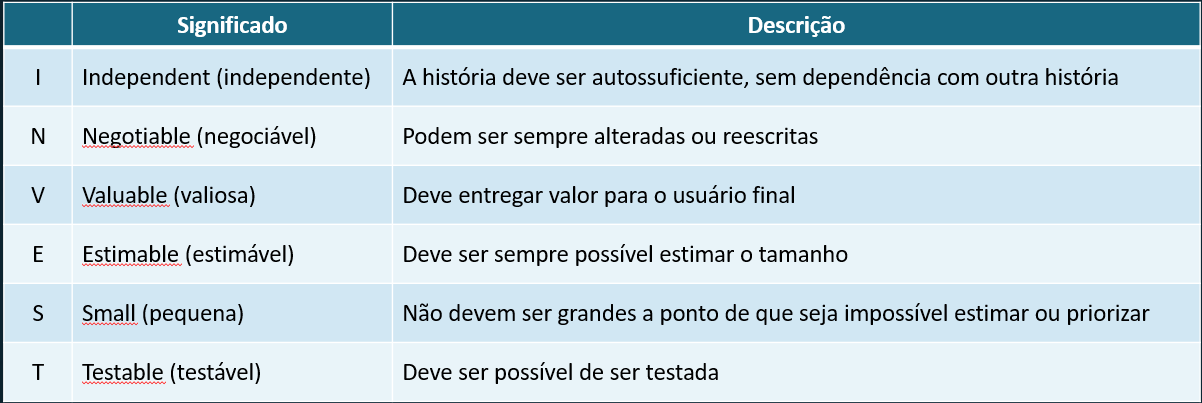 Significado Descrição
I Independent (independente) A história deve ser autossuficiente, sem dependência com outra história
N Negotiable (negociável) Podem ser sempre alteradas ou reescritas
V Valuable (valiosa) Deve entregar valor para o usuário final
E Estimable (estimável) Deve ser sempre possível estimar o tamanho
S Small (pequena) Não devem ser grandes a ponto de que seja impossível estimar ou priorizar
T Testable (testável) Deve ser possível de ser testada